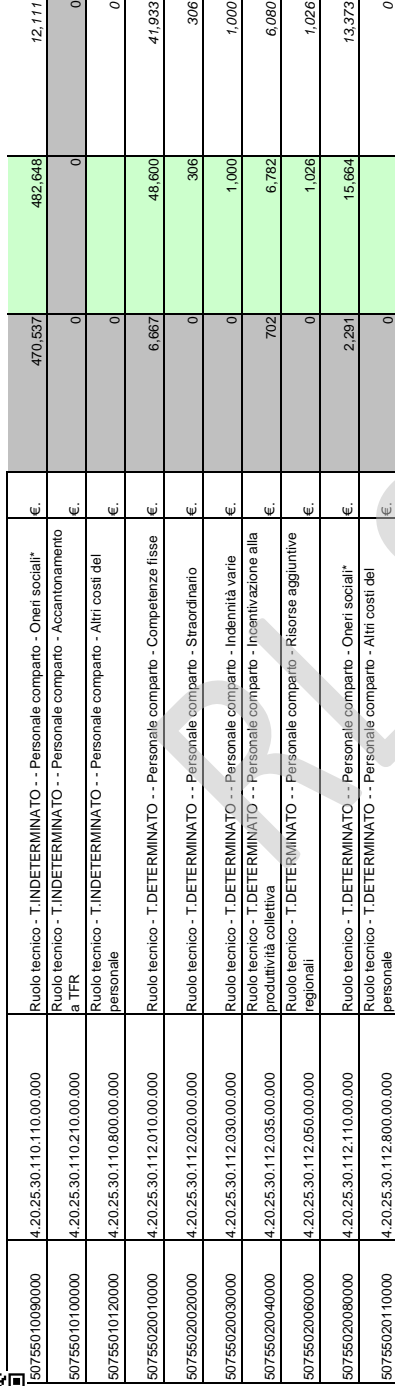 50755010090000 4.20.25.30.110.110.00.000 Ruolo tecnico - T.INDETERMINATO - - Personale comparto - Oneri sociali* €. 470,537 482,648 12,111
50755010100000 4.20.25.30.110.210.00.000 Ruolo tecnico - T.INDETERMINATO - - Personale comparto - Accantonamento
a TFR €. 0 0 0
50755010120000 4.20.25.30.110.800.00.000 Ruolo tecnico - T.INDETERMINATO - - Personale comparto - Altri costi del
personale €. 0 0
50755020010000 4.20.25.30.112.010.00.000 Ruolo tecnico - T.DETERMINATO - - Personale comparto - Competenze fisse €. 6,667 48,600 41,933
50755020020000 4.20.25.30.112.020.00.000 Ruolo tecnico - T.DETERMINATO - - Personale comparto - Straordinario €. 0 306 306
50755020030000 4.20.25.30.112.030.00.000 Ruolo tecnico - T.DETERMINATO - - Personale comparto - Indennità varie €. 0 1,000 1,000
50755020040000 4.20.25.30.112.035.00.000 Ruolo tecnico - T.DETERMINATO - - Personale comparto - Incentivazione alla
produttività collettiva €. 702 6,782 6,080
50755020060000 4.20.25.30.112.050.00.000 Ruolo tecnico - T.DETERMINATO - - Personale comparto - Risorse aggiuntive
regionali €. 0 1,026 1,026
50755020080000 4.20.25.30.112.110.00.000 Ruolo tecnico - T.DETERMINATO - - Personale comparto - Oneri sociali* €. 2,291 15,664 13,373
50755020110000 4.20.25.30.112.800.00.000 Ruolo tecnico - T.DETERMINATO - - Personale comparto - Altri costi del
personale €. 0 0